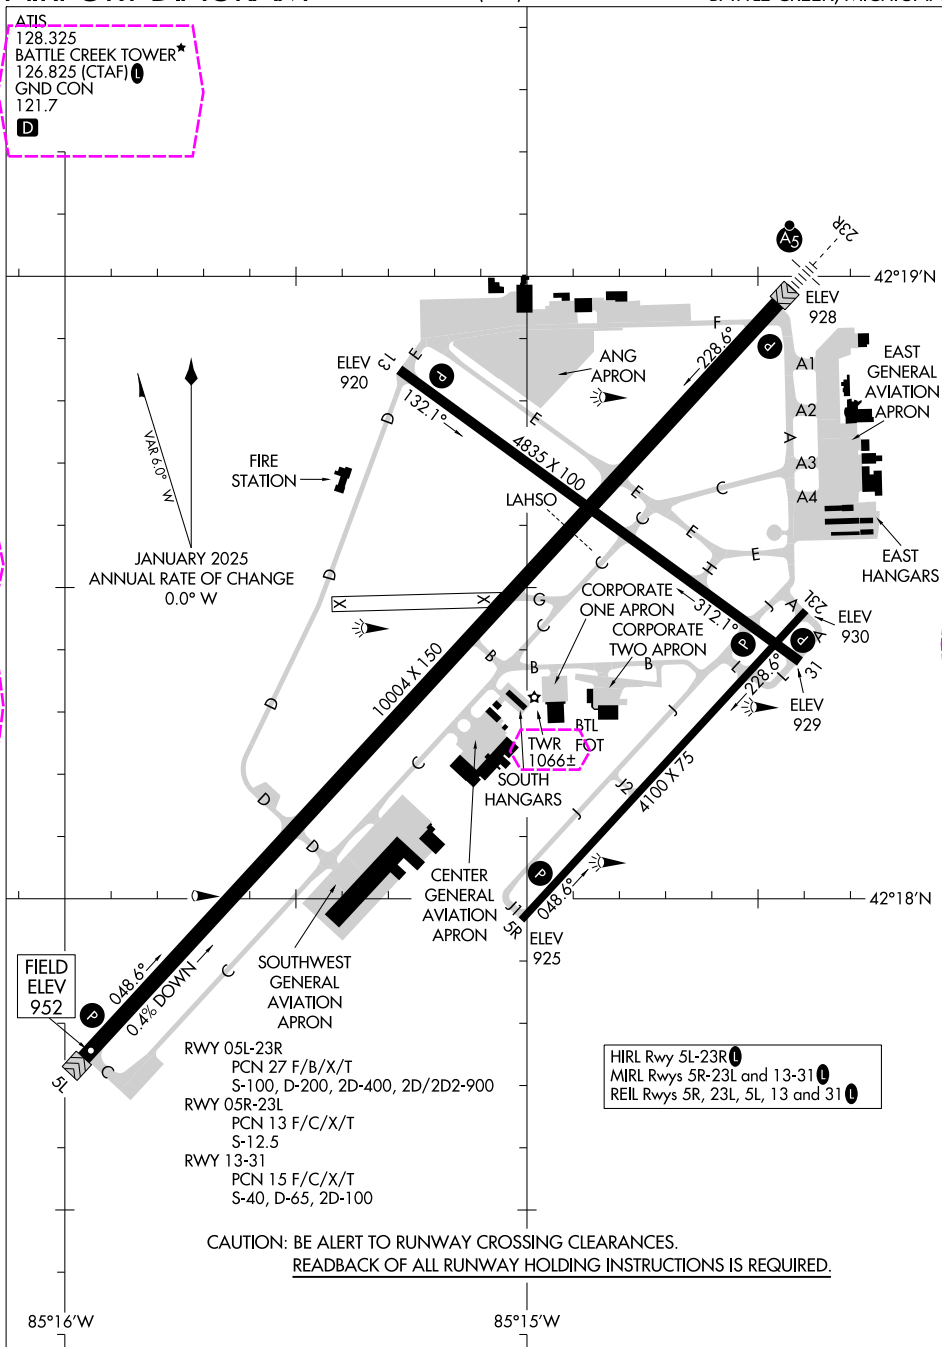 ATIS
128.325
BATTLE CREEK TOWER
126.825 (CTAF) L
GND CON
121.7
D
A5
23R
42°19'N
ELEV
928
F
228.6°
P
ANG
APRON
EAST
GENERAL
AVIATION
APRON
A1
A2
A
A3
A4
ELEV
920
13
E
P
132.1°
D
E
4835 X 100
VAR 6.0° W
FIRE
STATION
LAHSO
E
C
C
E
E
H
C
EAST
HANGARS
JANUARY 2025
ANNUAL RATE OF CHANGE
0.0° W
D
X
X
G
C
CORPORATE
ONE APRON
CORPORATE
TWO APRON
312.1°
J
A
23L
ELEV
930
A
P
P
31
L
L
228.6°
ELEV
929
B
B
B
10004 X 150
D
J
TWR
1066±
BTL
FOT
SOUTH
HANGARS
C
J2
4100 X 75
J
D
D
CENTER
GENERAL
AVIATION
APRON
P
048.6°
J1
5R
42°18'N
ELEV
925
FIELD
ELEV
952
048.6°
0.4% DOWN
C
SOUTHWEST
GENERAL
AVIATION
APRON
P
5L
C
RWY 05L-23R
PCN 27 F/B/X/T
S-100, D-200, 2D-400, 2D/2D2-900
RWY 05R-23L
PCN 13 F/C/X/T
S-12.5
RWY 13-31
PCN 15 F/C/X/T
S-40, D-65, 2D-100
HIRL Rwy 5L-23R L
MIRL Rwys 5R-23L and 13-31 L
REIL Rwys 5R, 23L, 5L, 13 and 31 L
CAUTION: BE ALERT TO RUNWAY CROSSING CLEARANCES.
READBACK OF ALL RUNWAY HOLDING INSTRUCTIONS IS REQUIRED.
85°16'W
85°15'W